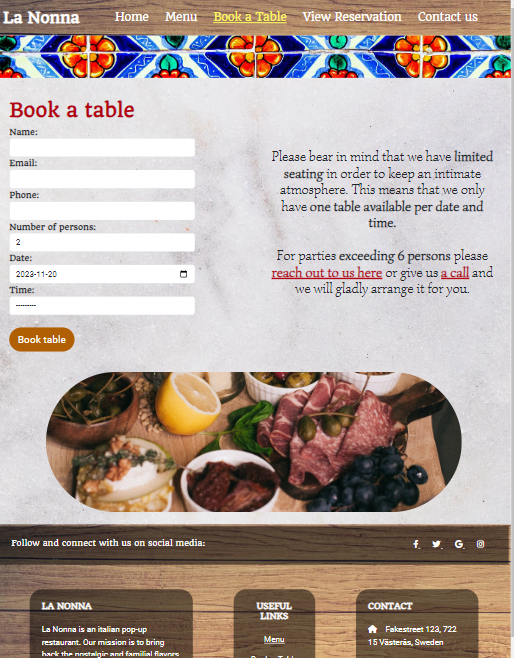 La Nonna Home Menu Book a Table View Reservation Contact us
Book a table
Name:
Email:
Phone:
Number of persons:
2
Date:
2023-11-20
Time:
---------
Book table
Please bear in mind that we have limited
seating in order to keep an intimate
atmosphere. This means that we only
have one table available per date and
time.
For parties exceeding 6 persons please
reach out to us here or give us a call and
we will gladly arrange it for you.
Follow and connect with us on social media:
LA NONNA
La Nonna is an italian pop-up
restaurant. Our mission is to bring
back the nostalgic and familial flavors
USEFUL
LINKS
Menu
Book a Table
CONTACT
Fakestreet 123, 722
15 Västerås, Sweden